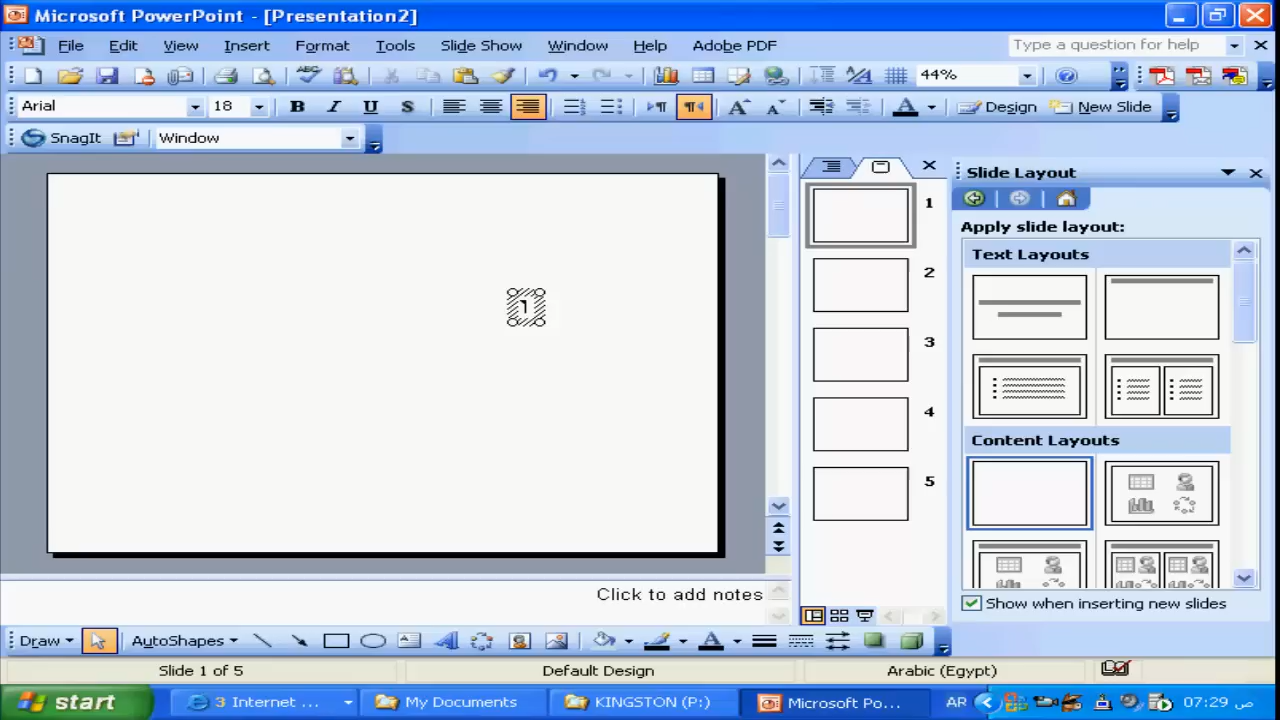 Microsoft PowerPoint - [Presentation2]
File Edit View Insert Format Tools Slide Show Window Help Adobe PDF Type a question for help
44%
Arial 18 B I U S A A A Design New Slide
SnagIt Window
1
1
2
3
4
5
Slide Layout
Apply slide layout:
Text Layouts
Content Layouts
Show when inserting new slides
Click to add notes
Draw AutoShapes A
Slide 1 of 5 Default Design Arabic (Egypt)
start 3 Internet ... My Documents KINGSTON (P:) Microsoft Po... AR 07:29 ص